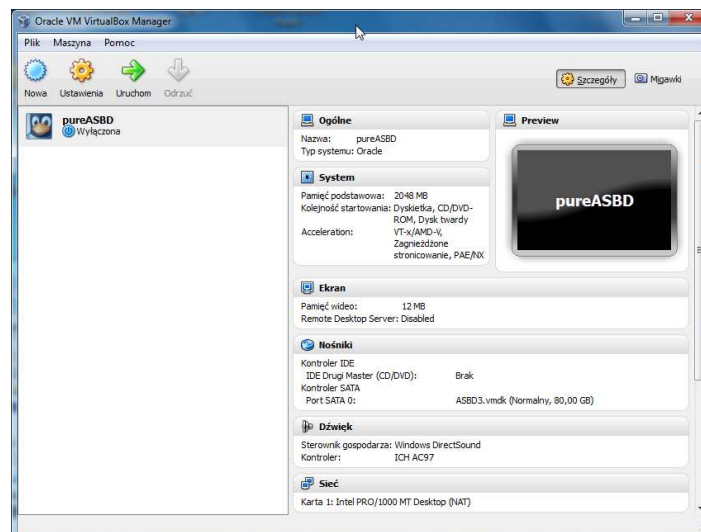 Oracle VM VirtualBox Manager
Plik Maszyna Pomoc
Nowa Ustawienia Uruchom Odrzuć
Szczegóły Migawki
pureASBD
Wyłączona
Ogólne
Nazwa: pureASBD
Typ systemu: Oracle
System
Pamięć podstawowa: 2048 MB
Kolejność startowania: Dyskietka, CD/DVD-
ROM, Dysk twardy
Acceleration: VT-x/AMD-V,
Zagnieżdżone
stronicowanie, PAE/NX
Preview
pureASBD
Ekran
Pamięć wideo: 12 MB
Remote Desktop Server: Disabled
Nośniki
Kontroler IDE
IDE Drugi Master (CD/DVD): Brak
Kontroler SATA
Port SATA 0: ASBD3.vmdk (Normalny, 80,00 GB)
Dźwięk
Sterownik gospodarza: Windows DirectSound
Kontroler: ICH AC97
Sieć
Karta 1: Intel PRO/1000 MT Desktop (NAT)